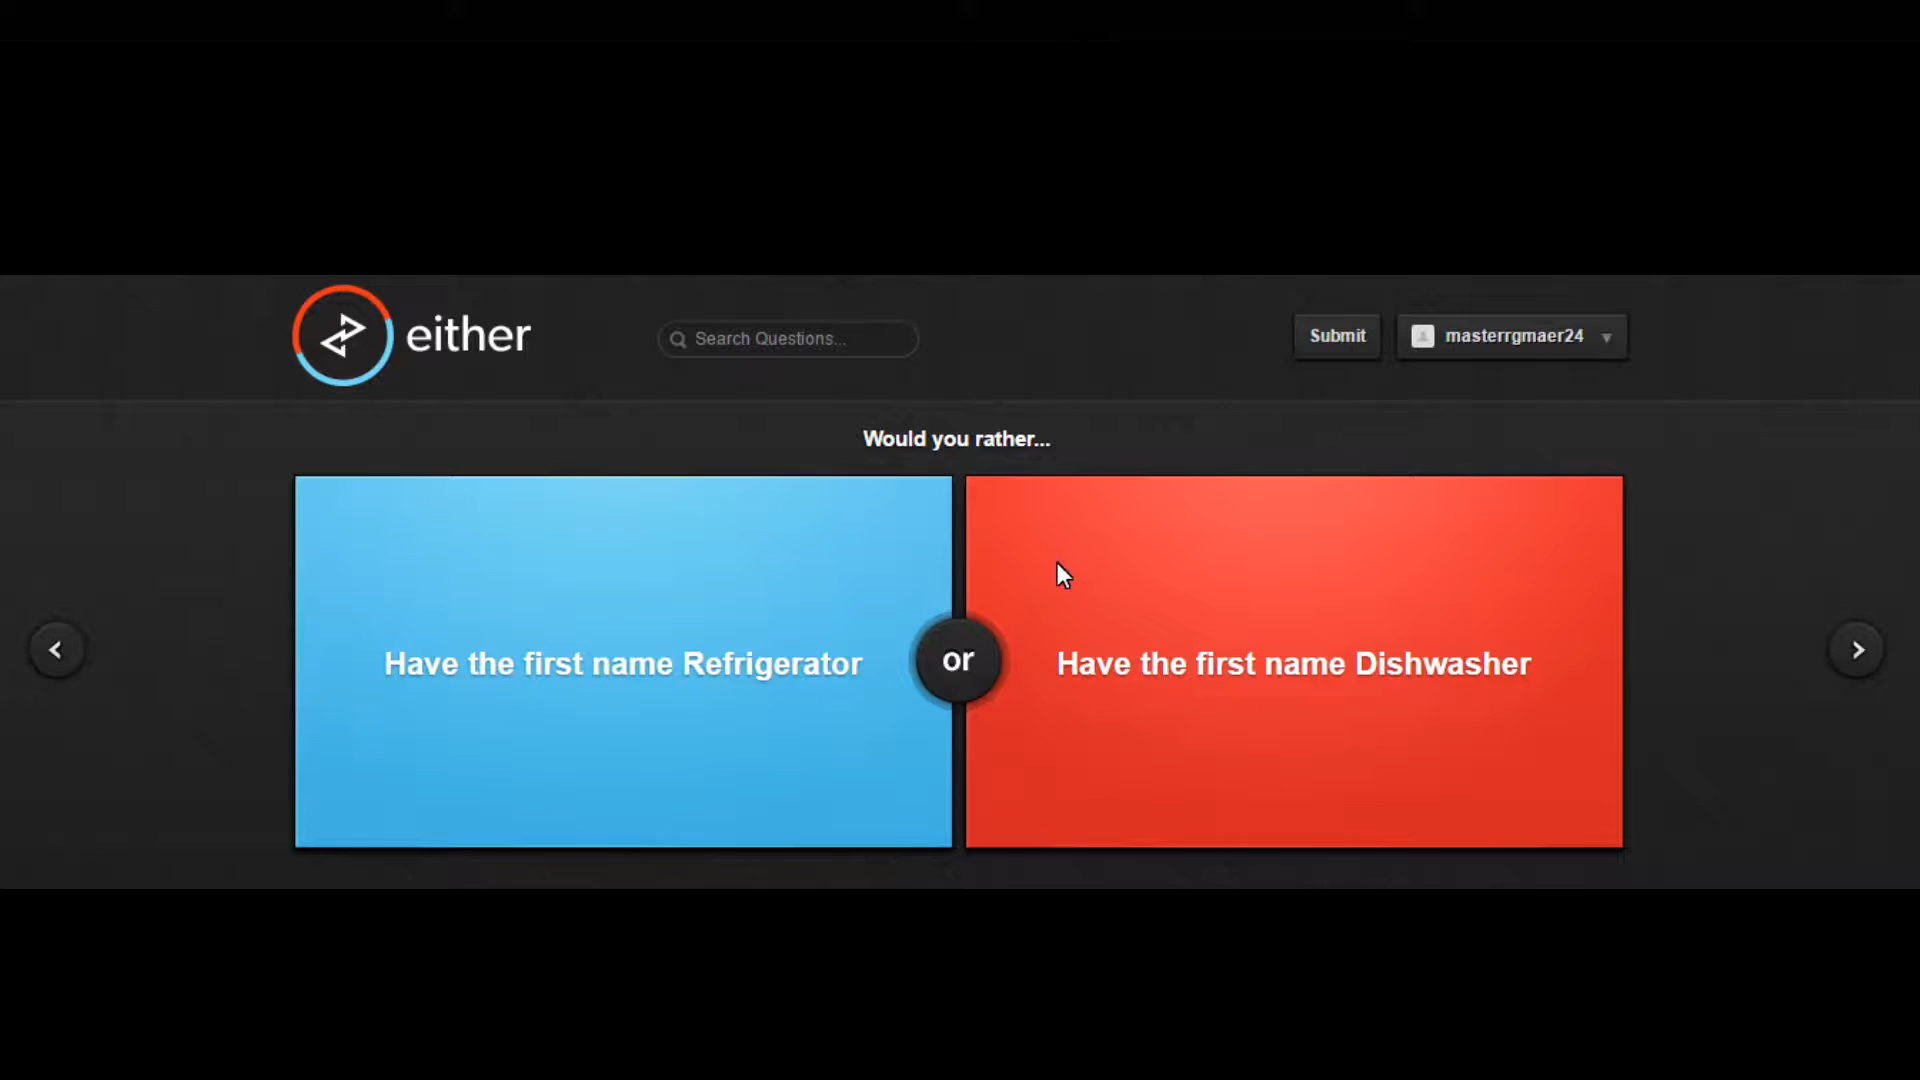 either
Search Questions...
Submit
masterrgmaer24
Would you rather...
Have the first name Refrigerator
or
Have the first name Dishwasher